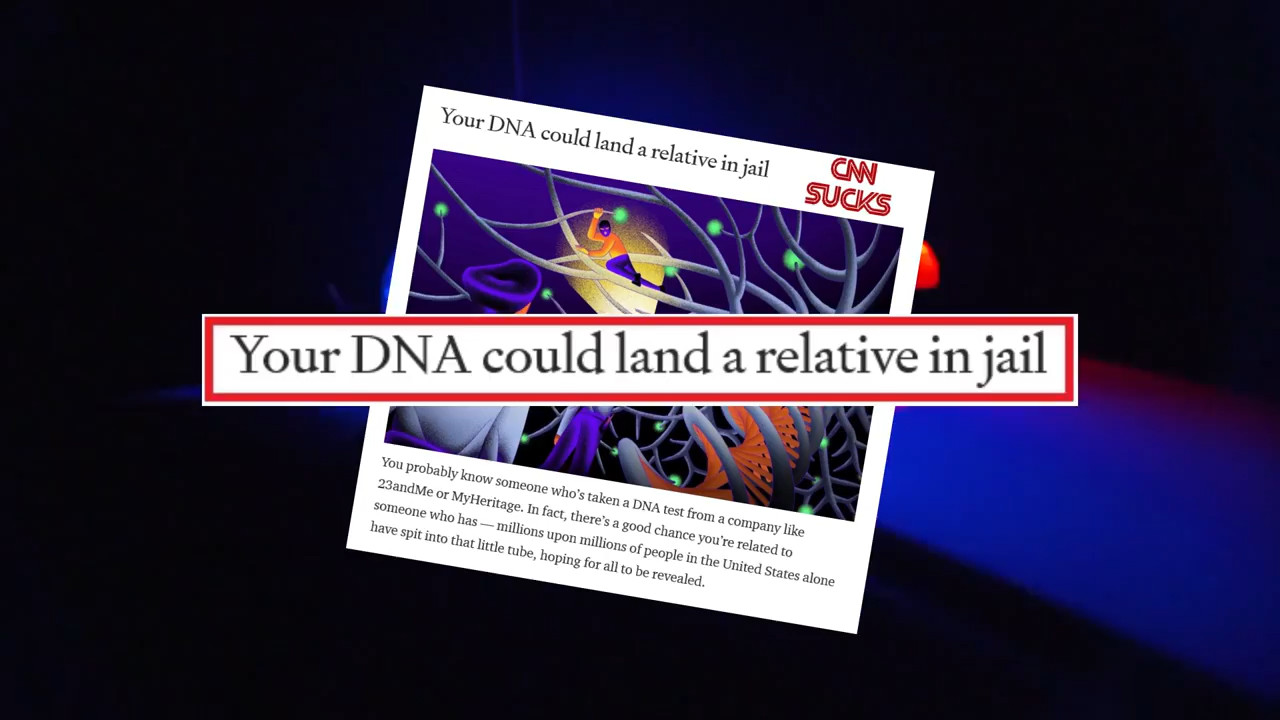 Your DNA could land a relative in jail
CNN
SUCKS
Your DNA could land a relative in jail
You probably know someone who's taken a DNA test from a company like
23andMe or MyHeritage. In fact, there's a good chance you're related to
someone who has — millions upon millions of people in the United States alone
have spit into that little tube, hoping for all to be revealed.